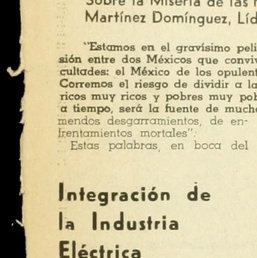 Sobre la Miseria de las
Martínez Domínguez, Líd
"Estamos en el gravísimo peli
sión entre dos Méxicos que conviv
cultades: el México de los opulent
Corremos el riesgo de dividir a la
ricos muy ricos y pobres muy pob
a tiempo, será la fuente de much
mendos desgarramientos, de en-
frentamientos mortales":
Estas palabras, en boca del
Integración de
la Industria
Eléctrica